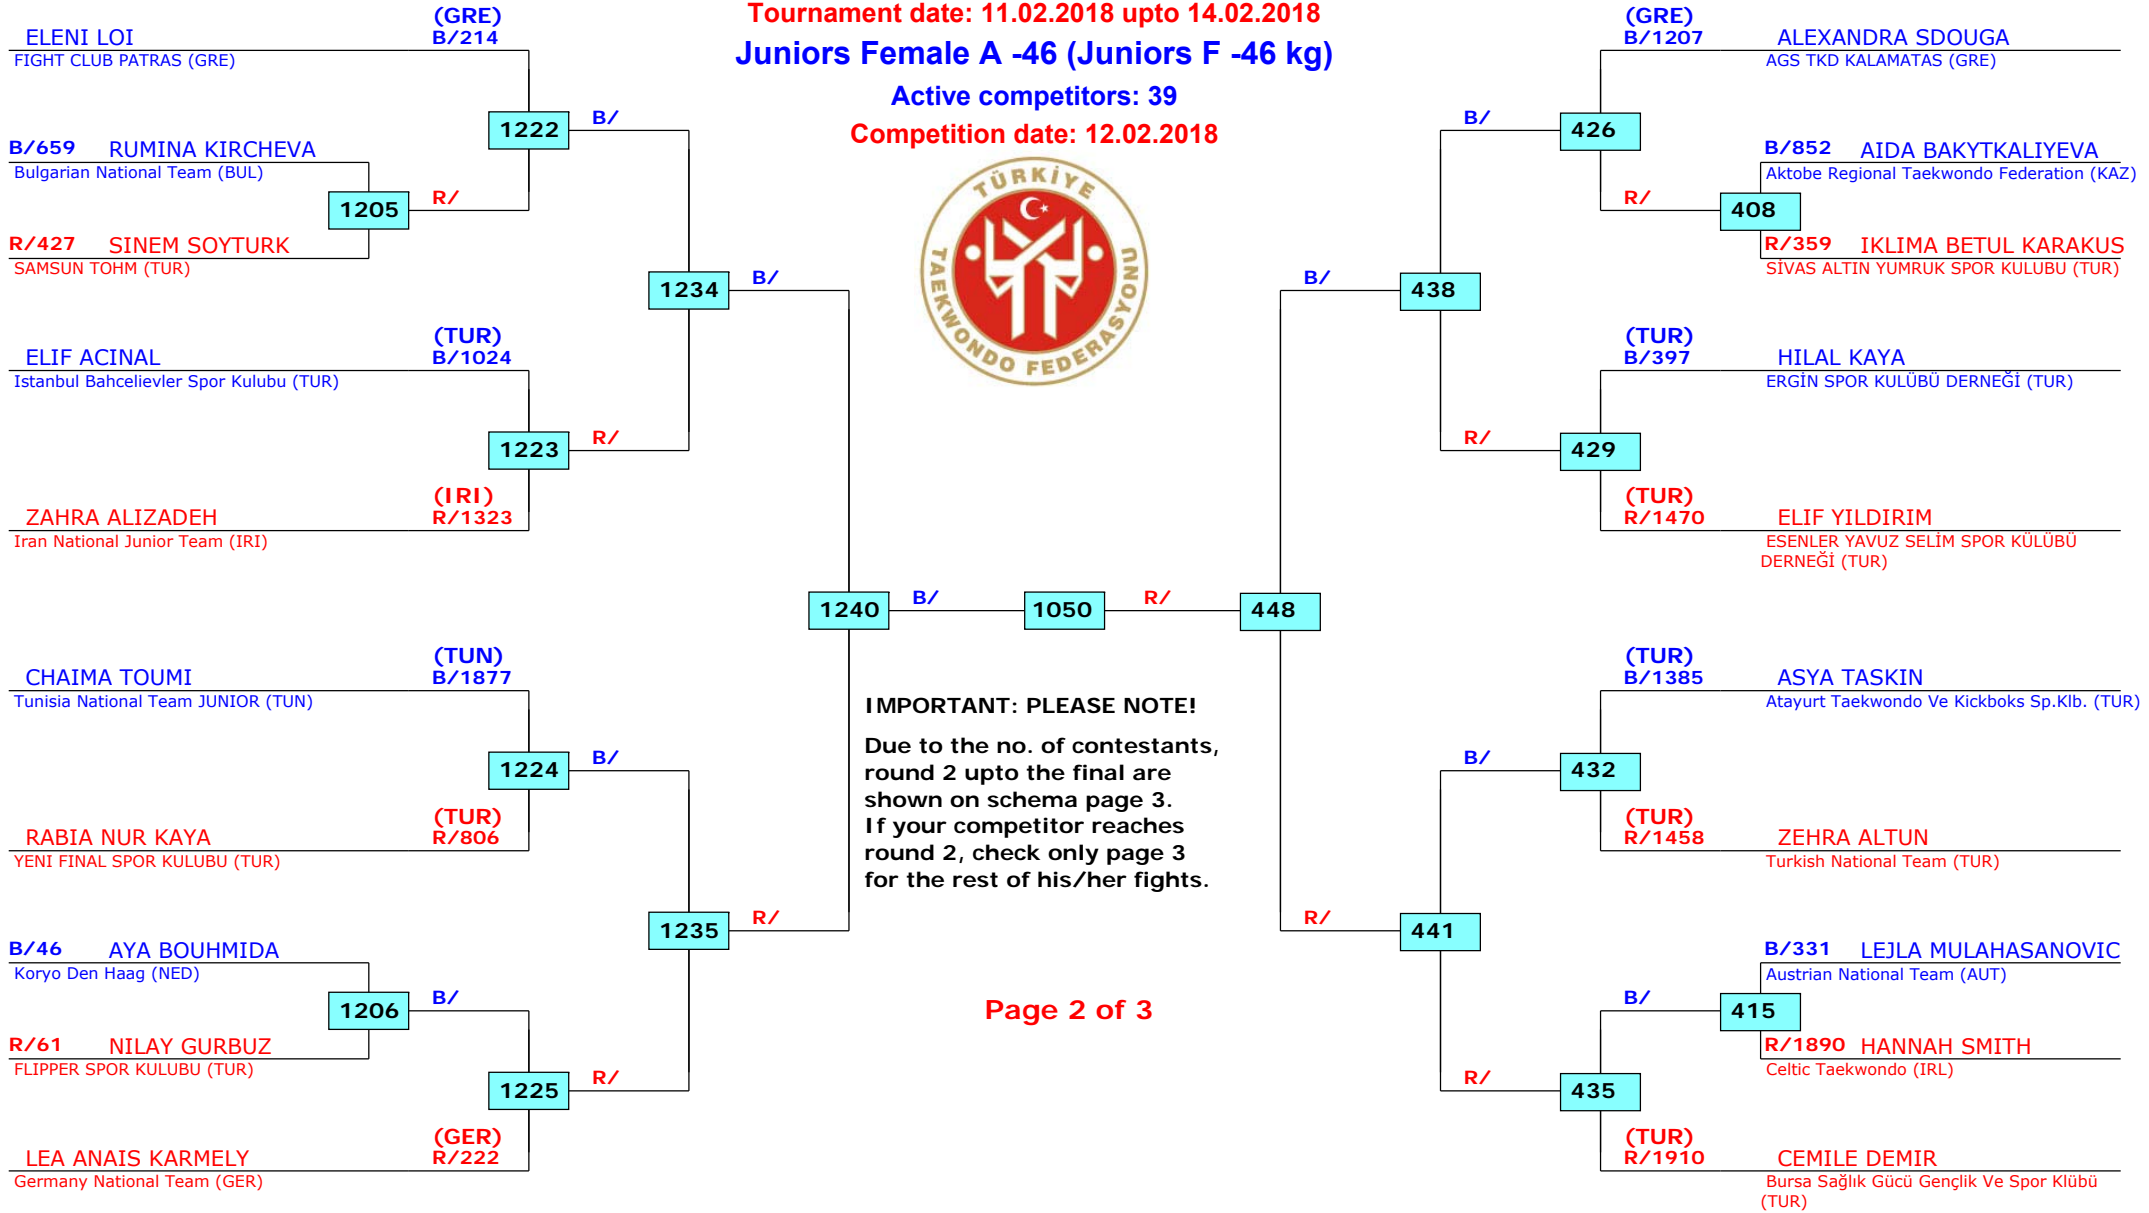 Tournament date: 11.02.2018 upto 14.02.2018
Juniors Female A -46 (Juniors F -46 kg)
Active competitors: 39
Competition date: 12.02.2018
TÜRKİYE
TAEKWONDO FEDERASYONU
(GRE)
ELENI LOI B/214
FIGHT CLUB PATRAS (GRE)
1222 B/
B/659 RUMINA KIRCHEVA
Bulgarian National Team (BUL)
1205 R/
R/427 SINEM SOYTURK
SAMSUN TOHM (TUR)
1234 B/
(TUR)
ELIF ACINAL B/1024
Istanbul Bahcelievler Spor Kulubu (TUR)
1223 R/
(IRI)
ZAHRA ALIZADEH R/1323
Iran National Junior Team (IRI)
1240 B/ 1050 R/ 448
(TUN)
CHAIMA TOUMI B/1877
Tunisia National Team JUNIOR (TUN)
1224 B/
(TUR)
RABIA NUR KAYA R/806
YENI FINAL SPOR KULUBU (TUR)
1235 R/
B/46 AYA BOUHMIDA
Koryo Den Haag (NED)
1206 B/
R/61 NILAY GURBUZ
FLIPPER SPOR KULUBU (TUR)
1225 R/
(GER)
LEA ANAIS KARMELY R/222
Germany National Team (GER)
IMPORTANT: PLEASE NOTE!
Due to the no. of contestants,
round 2 upto the final are
shown on schema page 3.
If your competitor reaches
round 2, check only page 3
for the rest of his/her fights.
Page 2 of 3
(GRE)
B/1207 ALEXANDRA SDOUGA
AGS TKD KALAMATAS (GRE)
B/ 426
B/852 AIDA BAKYTKALIYEVA
Aktobe Regional Taekwondo Federation (KAZ)
R/ 408
R/359 IKLIMA BETUL KARAKUS
SİVAS ALTIN YUMRUK SPOR KULUBU (TUR)
B/ 438
(TUR)
B/397 HILAL KAYA
ERGİN SPOR KULÜBÜ DERNEĞİ (TUR)
R/ 429
(TUR)
R/1470 ELIF YILDIRIM
ESENLER YAVUZ SELİM SPOR KÜLÜBÜ
DERNEĞİ (TUR)
(TUR)
B/1385 ASYA TASKIN
Atayurt Taekwondo Ve Kickboks Sp.Klb. (TUR)
B/ 432
(TUR)
R/1458 ZEHRA ALTUN
Turkish National Team (TUR)
R/ 441
B/331 LEJLA MULAHASANOVIC
Austrian National Team (AUT)
B/ 415
R/1890 HANNAH SMITH
Celtic Taekwondo (IRL)
R/ 435
(TUR)
R/1910 CEMILE DEMIR
Bursa Sağlık Gücü Gençlik Ve Spor Klübü
(TUR)